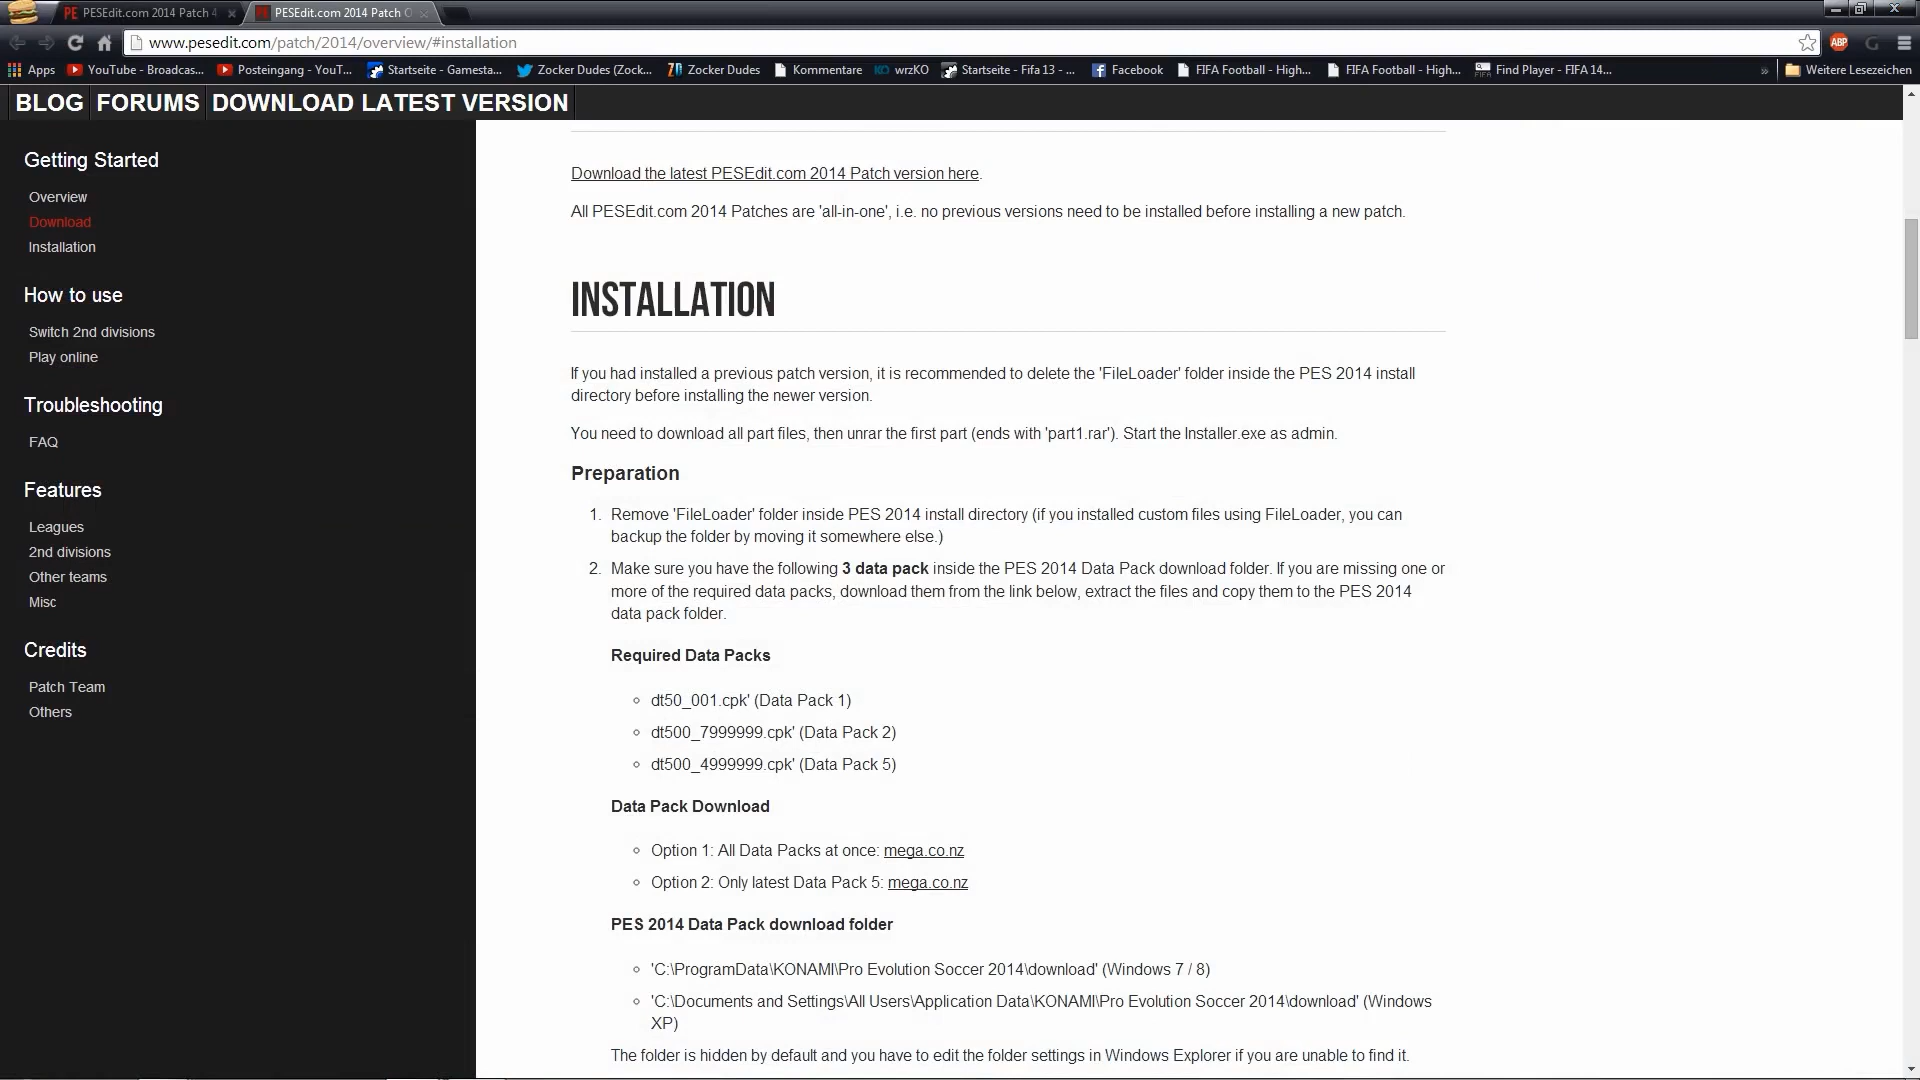 PESEdit.com 2014 Patch 4
PESEdit.com 2014 Patch O
www.pesedit.com/patch/2014/overview/#installation
ABP
Apps
YouTube - Broadcas...
Posteingang - YouT...
Startseite - Gamesta...
Zocker Dudes (Zock...
Zocker Dudes
Kommentare
wrzKO
Startseite - Fifa 13 - ...
Facebook
FIFA Football - High...
FIFA Football - High...
Find Player - FIFA 14...
»
Weitere Lesezeichen
BLOG FORUMS DOWNLOAD LATEST VERSION
Getting Started
Overview
Download
Installation
How to use
Switch 2nd divisions
Play online
Troubleshooting
FAQ
Features
Leagues
2nd divisions
Other teams
Misc
Credits
Patch Team
Others
Download the latest PESEdit.com 2014 Patch version here.
All PESEdit.com 2014 Patches are 'all-in-one', i.e. no previous versions need to be installed before installing a new patch.
INSTALLATION
If you had installed a previous patch version, it is recommended to delete the 'FileLoader' folder inside the PES 2014 install
directory before installing the newer version.
You need to download all part files, then unrar the first part (ends with 'part1.rar'). Start the Installer.exe as admin.
Preparation
1. Remove 'FileLoader' folder inside PES 2014 install directory (if you installed custom files using FileLoader, you can
backup the folder by moving it somewhere else.)
2. Make sure you have the following 3 data pack inside the PES 2014 Data Pack download folder. If you are missing one or
more of the required data packs, download them from the link below, extract the files and copy them to the PES 2014
data pack folder.
Required Data Packs
dt50_001.cpk' (Data Pack 1)
dt500_7999999.cpk' (Data Pack 2)
dt500_4999999.cpk' (Data Pack 5)
Data Pack Download
Option 1: All Data Packs at once: mega.co.nz
Option 2: Only latest Data Pack 5: mega.co.nz
PES 2014 Data Pack download folder
'C:\ProgramData\KONAMI\Pro Evolution Soccer 2014\download' (Windows 7 / 8)
'C:\Documents and Settings\All Users\Application Data\KONAMI\Pro Evolution Soccer 2014\download' (Windows
XP)
The folder is hidden by default and you have to edit the folder settings in Windows Explorer if you are unable to find it.